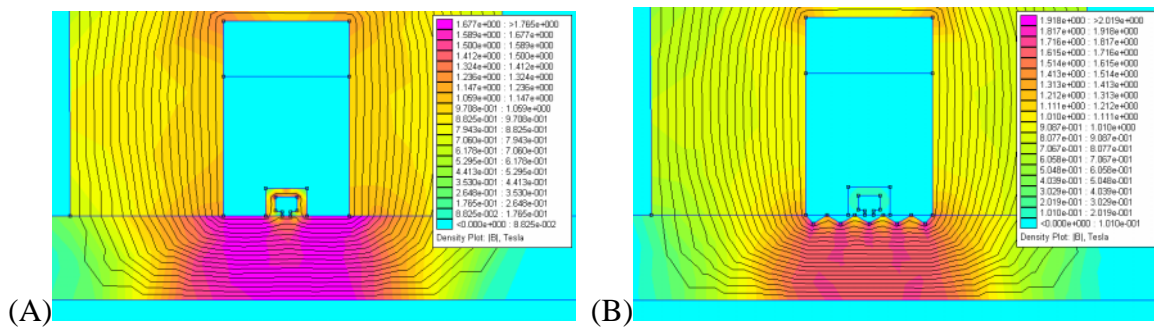 (A)
1.677e+000 : >1.765e+000
1.589e+000 : 1.677e+000
1.500e+000 : 1.589e+000
1.412e+000 : 1.500e+000
1.324e+000 : 1.412e+000
1.236e+000 : 1.324e+000
1.147e+000 : 1.236e+000
1.059e+000 : 1.147e+000
9.708e-001 : 1.059e+000
8.825e-001 : 9.708e-001
7.943e-001 : 8.825e-001
7.060e-001 : 7.943e-001
6.178e-001 : 7.060e-001
5.295e-001 : 6.178e-001
4.413e-001 : 5.295e-001
3.530e-001 : 4.413e-001
2.648e-001 : 3.530e-001
1.765e-001 : 2.648e-001
8.825e-002 : 1.765e-001
<0.000e+000 : 8.825e-002
Density Plot: |B|, Tesla
(B)
1.918e+000 : >2.019e+000
1.817e+000 : 1.918e+000
1.716e+000 : 1.817e+000
1.615e+000 : 1.716e+000
1.514e+000 : 1.615e+000
1.413e+000 : 1.514e+000
1.313e+000 : 1.413e+000
1.212e+000 : 1.313e+000
1.111e+000 : 1.212e+000
1.010e+000 : 1.111e+000
9.087e-001 : 1.010e+000
8.077e-001 : 9.087e-001
7.067e-001 : 8.077e-001
6.058e-001 : 7.067e-001
5.048e-001 : 6.058e-001
4.039e-001 : 5.048e-001
3.029e-001 : 4.039e-001
2.019e-001 : 3.029e-001
1.010e-001 : 2.019e-001
<0.000e+000 : 1.010e-001
Density Plot: |B|, Tesla